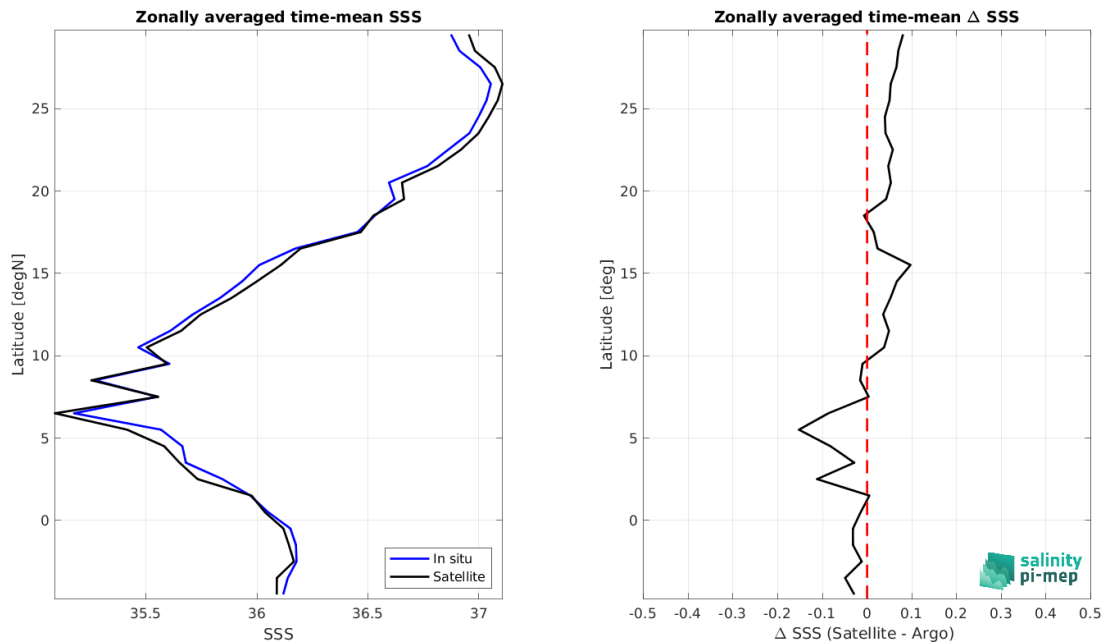 Zonally averaged time-mean SSS
Latitude [degN]
25
20
15
10
5
0
35.5 36 36.5 37
SSS
In situ
Satellite
Zonally averaged time-mean Δ SSS
Latitude [deg]
25
20
15
10
5
0
-0.5 -0.4 -0.3 -0.2 -0.1 0 0.1 0.2 0.3 0.4 0.5
Δ SSS (Satellite - Argo)
salinity
pi-mep